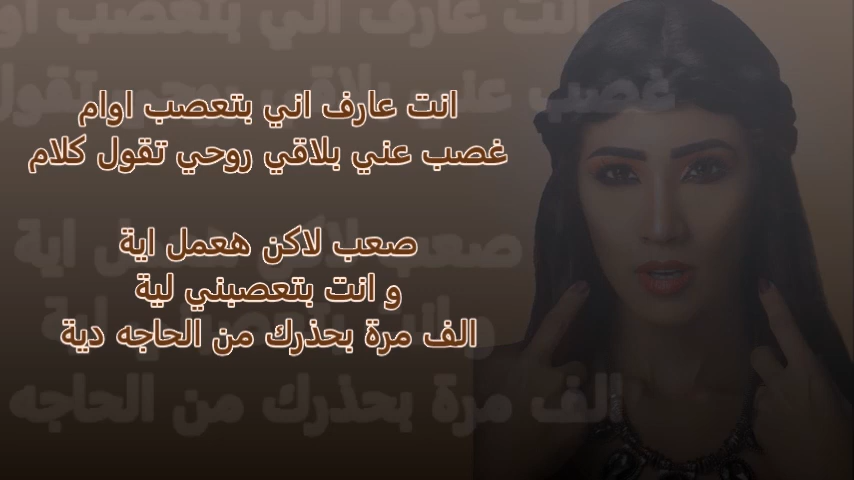 انت عارف اني بتعصب اوام
غصب عني بلاقي روحي تقول كلام
صعب لاكن هعمل اية
و انت بتعصبني لية
الف مرة بحذرك من الحاجه دية